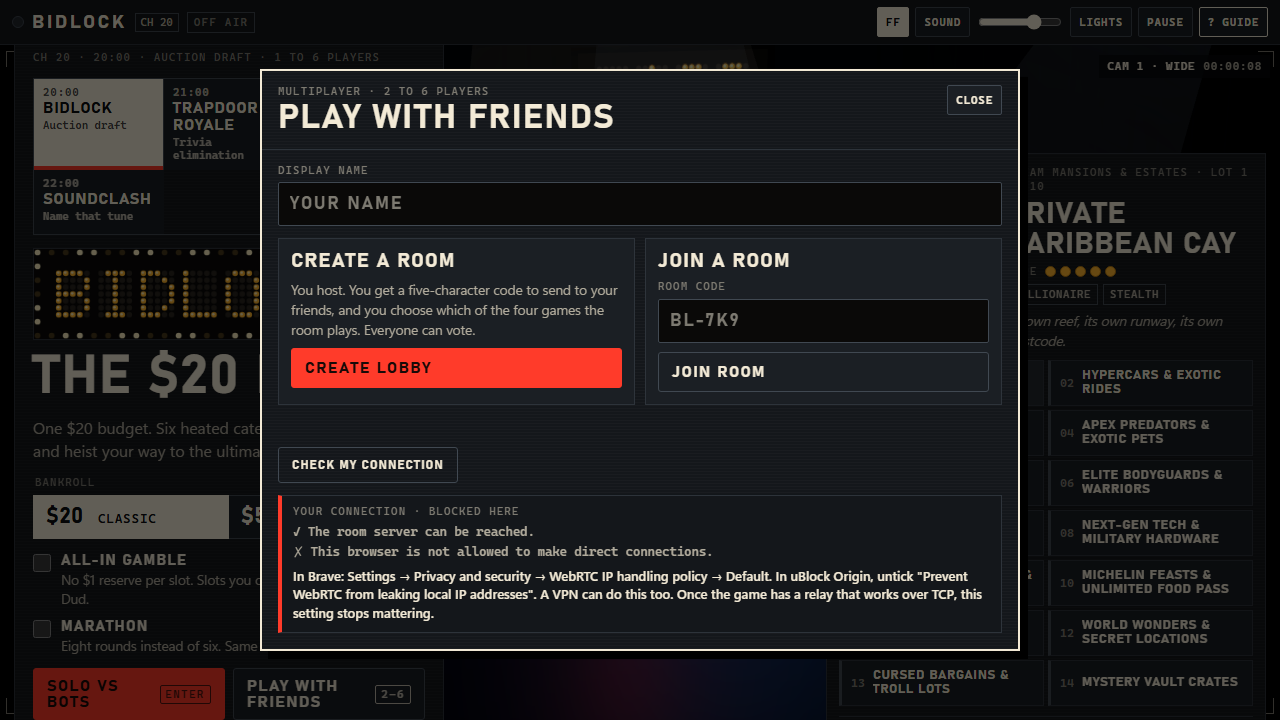 BIDLOCK CH 20 OFF AIR
FF SOUND LIGHTS PAUSE ? GUIDE
CH 20 · 20:00 · AUCTION DRAFT · 1 TO 6 PLAYERS
CAM 1 · WIDE 00:00:08
20:00
BIDLOCK
Auction draft
21:00
TRAPDOOR
ROYALE
Trivia
elimination
22:00
SOUNDCLASH
Name that tune
BIDLO
THE $20
One $20 budget. Six heated cate
and heist your way to the ultima
BANKROLL
$20 CLASSIC
ALL-IN GAMBLE
No $1 reserve per slot. Slots you
Dud.
MARATHON
Eight rounds instead of six. Same
SOLO VS
BOTS
ENTER
PLAY WITH
FRIENDS
2–6
MULTIPLAYER · 2 TO 6 PLAYERS
PLAY WITH FRIENDS
CLOSE
DISPLAY NAME
YOUR NAME
CREATE A ROOM
You host. You get a five-character code to send to your
friends, and you choose which of the four games the
room plays. Everyone can vote.
CREATE LOBBY
JOIN A ROOM
ROOM CODE
BL-7K9
JOIN ROOM
CHECK MY CONNECTION
YOUR CONNECTION · BLOCKED HERE
✓ The room server can be reached.
✗ This browser is not allowed to make direct connections.
In Brave: Settings → Privacy and security → WebRTC IP handling policy → Default. In uBlock Origin, untick "Prevent
WebRTC from leaking local IP addresses". A VPN can do this too. Once the game has a relay that works over TCP, this
setting stops mattering.
AM MANSIONS & ESTATES · LOT 1
10
RIVATE
ARIBBEAN CAY
LLIONAIRE STEALTH
own reef, its own runway, its own
stcode.
02 HYPERCARS & EXOTIC
RIDES
04 APEX PREDATORS &
EXOTIC PETS
06 ELITE BODYGUARDS &
WARRIORS
08 NEXT-GEN TECH &
MILITARY HARDWARE
10 MICHELIN FEASTS &
UNLIMITED FOOD PASS
12 WORLD WONDERS &
SECRET LOCATIONS
13 CURSED BARGAINS &
TROLL LOTS
14 MYSTERY VAULT CRATES